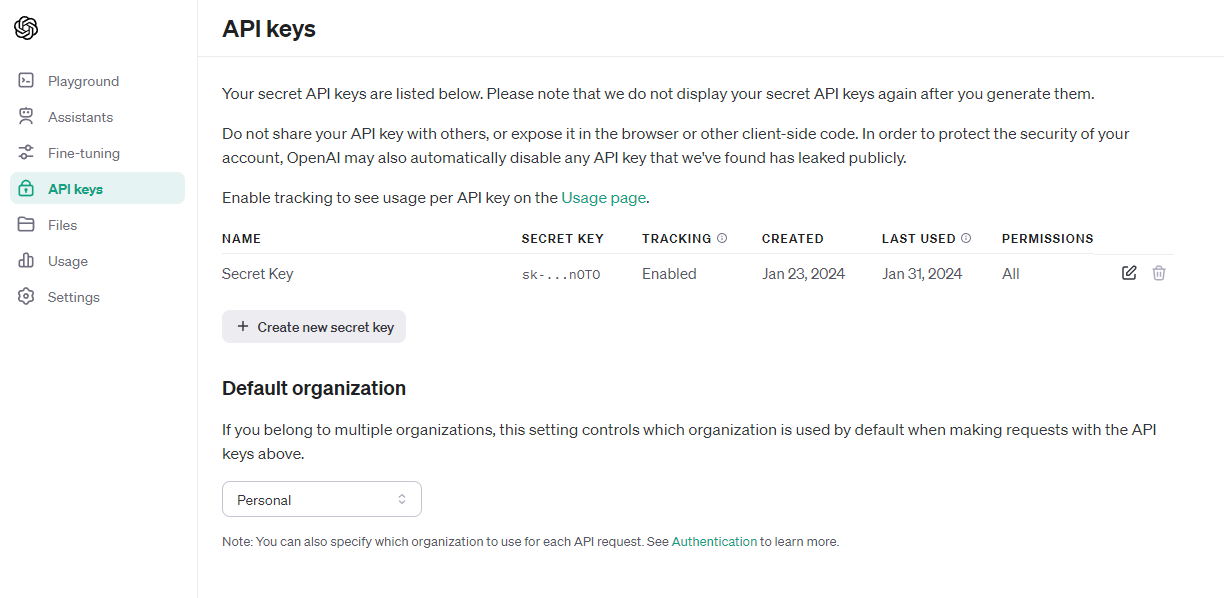 API keys
Playground
Assistants
Fine-tuning
API keys
Files
Usage
Settings
Your secret API keys are listed below. Please note that we do not display your secret API keys again after you generate them.
Do not share your API key with others, or expose it in the browser or other client-side code. In order to protect the security of your
account, OpenAI may also automatically disable any API key that we've found has leaked publicly.
Enable tracking to see usage per API key on the Usage page.
NAME SECRET KEY TRACKING CREATED LAST USED PERMISSIONS
Secret Key sk-...n0T0 Enabled Jan 23, 2024 Jan 31, 2024 All
+ Create new secret key
Default organization
If you belong to multiple organizations, this setting controls which organization is used by default when making requests with the API
keys above.
Personal
Note: You can also specify which organization to use for each API request. See Authentication to learn more.